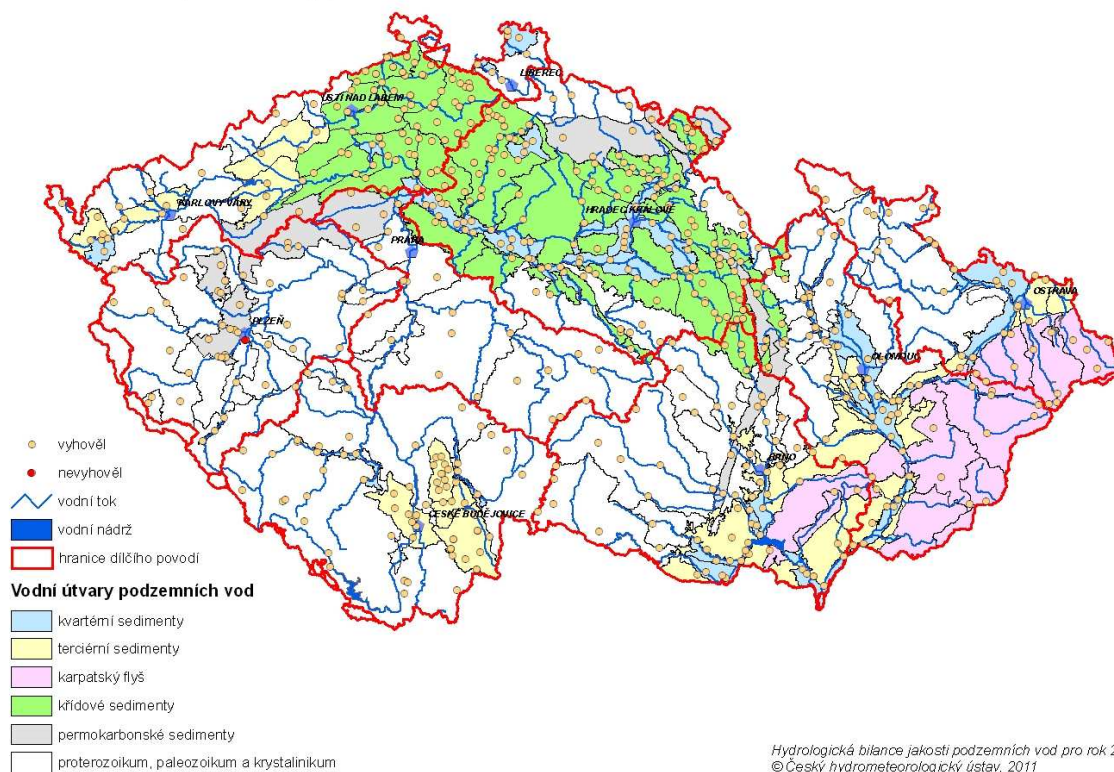 LIBEREC
ÚSTÍ NAD LABEM
KARLOVY VARY
HRADEC KRÁLOVÉ
PRAHA
OSTRAVA
PLZEŇ
OLOMOUC
BRNO
ČESKÉ BUDĚJOVICE
vyhověl
nevyhověl
vodní tok
vodní nádrž
hranice dílčího povodí
Vodní útvary podzemních vod
kvartérní sedimenty
terciérní sedimenty
karpatský flyš
křídové sedimenty
permokarbonské sedimenty
proterozoikum, paleozoikum a krystalinikum
Hydrologická bilance jakosti podzemních vod pro rok 2
© Český hydrometeorologický ústav, 2011